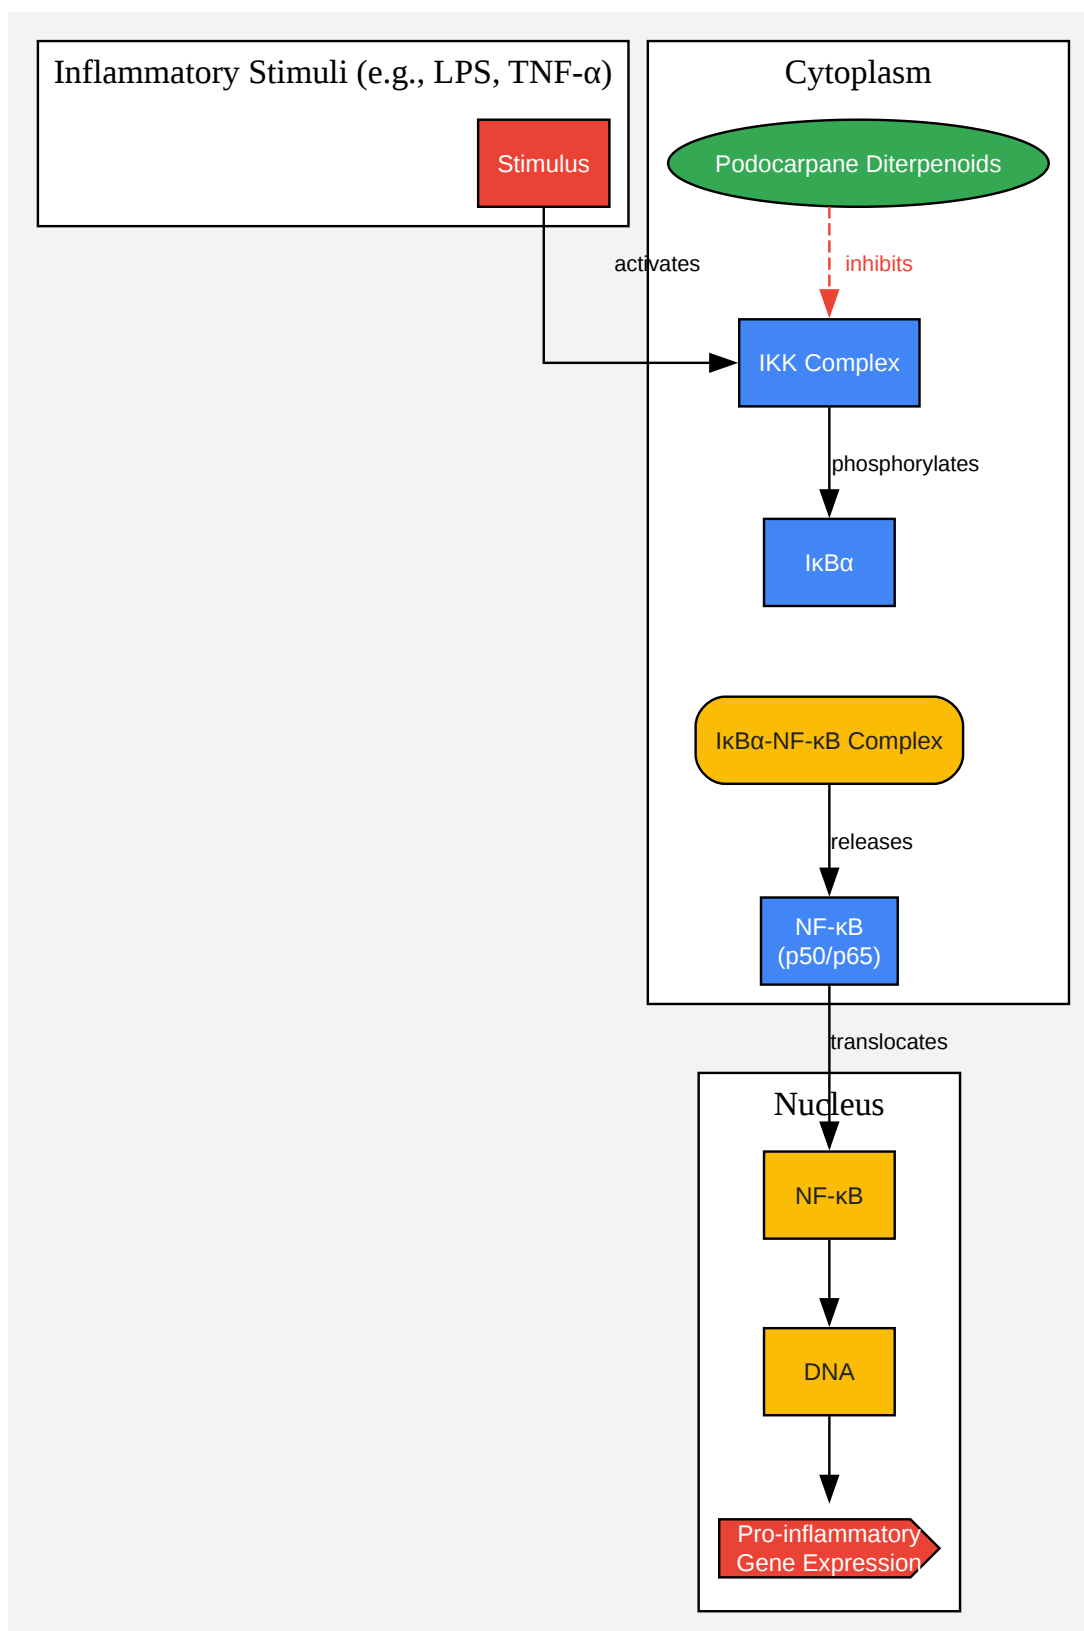 Inflammatory Stimuli (e.g., LPS, TNF-α)
Stimulus
Cytoplasm
Podocarpane Diterpenoids
activates
inhibits
IKK Complex
phosphorylates
IκBα
IκBα-NF-κB Complex
releases
NF-κB
(p50/p65)
translocates
Nucleus
NF-κB
DNA
Pro-inflammatory
Gene Expression